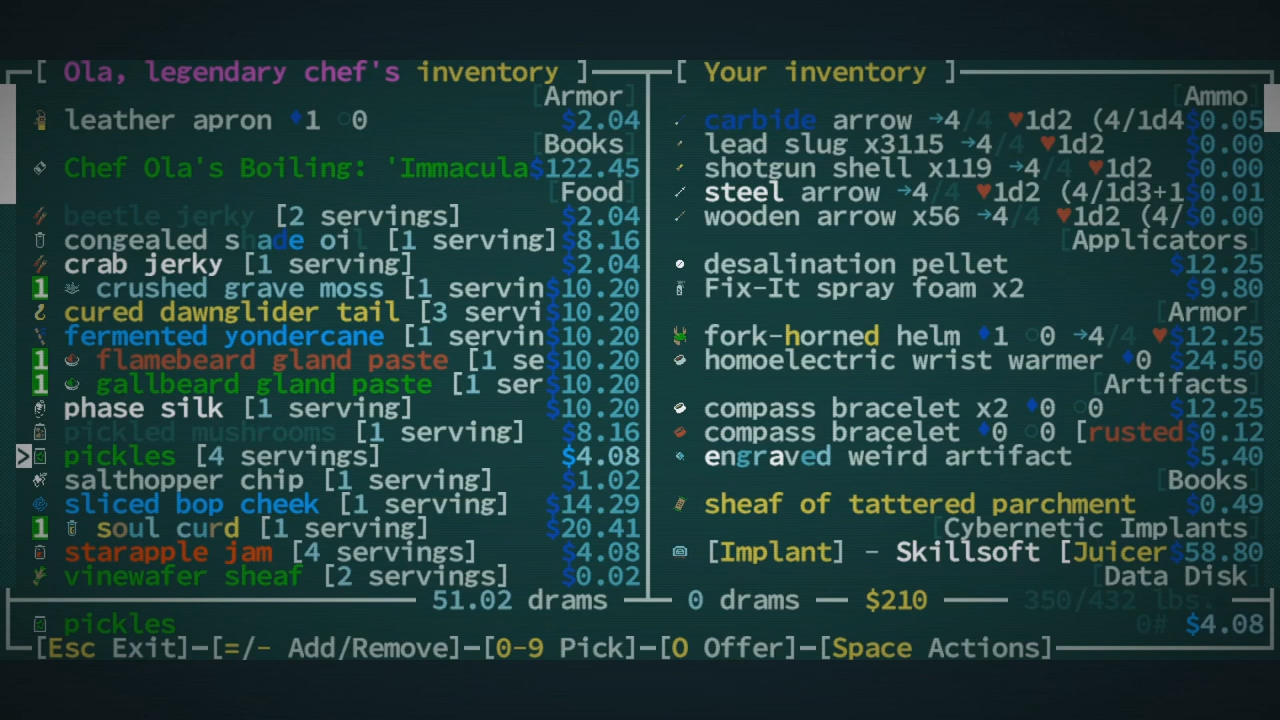 [ Ola, legendary chef's inventory ]
[Armor]
leather apron ♦1 ○0 $2.04
[Books]
Chef Ola's Boiling: 'Immacula$122.45
[Food]
beetle jerky [2 servings] $2.04
congealed shade oil [1 serving] $8.16
crab jerky [1 serving] $2.04
1 crushed grave moss [1 servin$10.20
cured dawnglider tail [3 servi$10.20
fermented yondercane [1 servin$10.20
1 flamebeard gland paste [1 se$10.20
1 gallbeard gland paste [1 ser$10.20
phase silk [1 serving] $10.20
pickled mushrooms [1 serving] $8.16
> pickles [4 servings] $4.08
salthopper chip [1 serving] $1.02
sliced bop cheek [1 serving] $14.29
1 soul curd [1 serving] $20.41
starapple jam [4 servings] $4.08
vinewafer sheaf [2 servings] $0.02
[ Your inventory ]
[Ammo]
carbide arrow →4/4 ♥1d2 (4/1d4$0.05
lead slug x3115 →4/4 ♥1d2 $0.00
shotgun shell x119 →4/4 ♥1d2 $0.00
steel arrow →4/4 ♥1d2 (4/1d3+1$0.01
wooden arrow x56 →4/4 ♥1d2 (4/$0.00
[Applicators]
desalination pellet $12.25
Fix-It spray foam x2 $9.80
[Armor]
fork-horned helm ♦1 ○0 →4/4 ♥$12.25
homoelectric wrist warmer ♦0 $24.50
[Artifacts]
compass bracelet x2 ♦0 ○0 $12.25
compass bracelet ♦0 ○0 [rusted$0.12
engraved weird artifact $5.40
[Books]
sheaf of tattered parchment $0.49
[Cybernetic Implants]
[Implant] - Skillsoft [Juicer$58.80
[Data Disk]
51.02 drams 0 drams $210 350/432 lbs.
pickles 0# $4.08
[Esc Exit]-[=/- Add/Remove]-[0-9 Pick]-[O Offer]-[Space Actions]